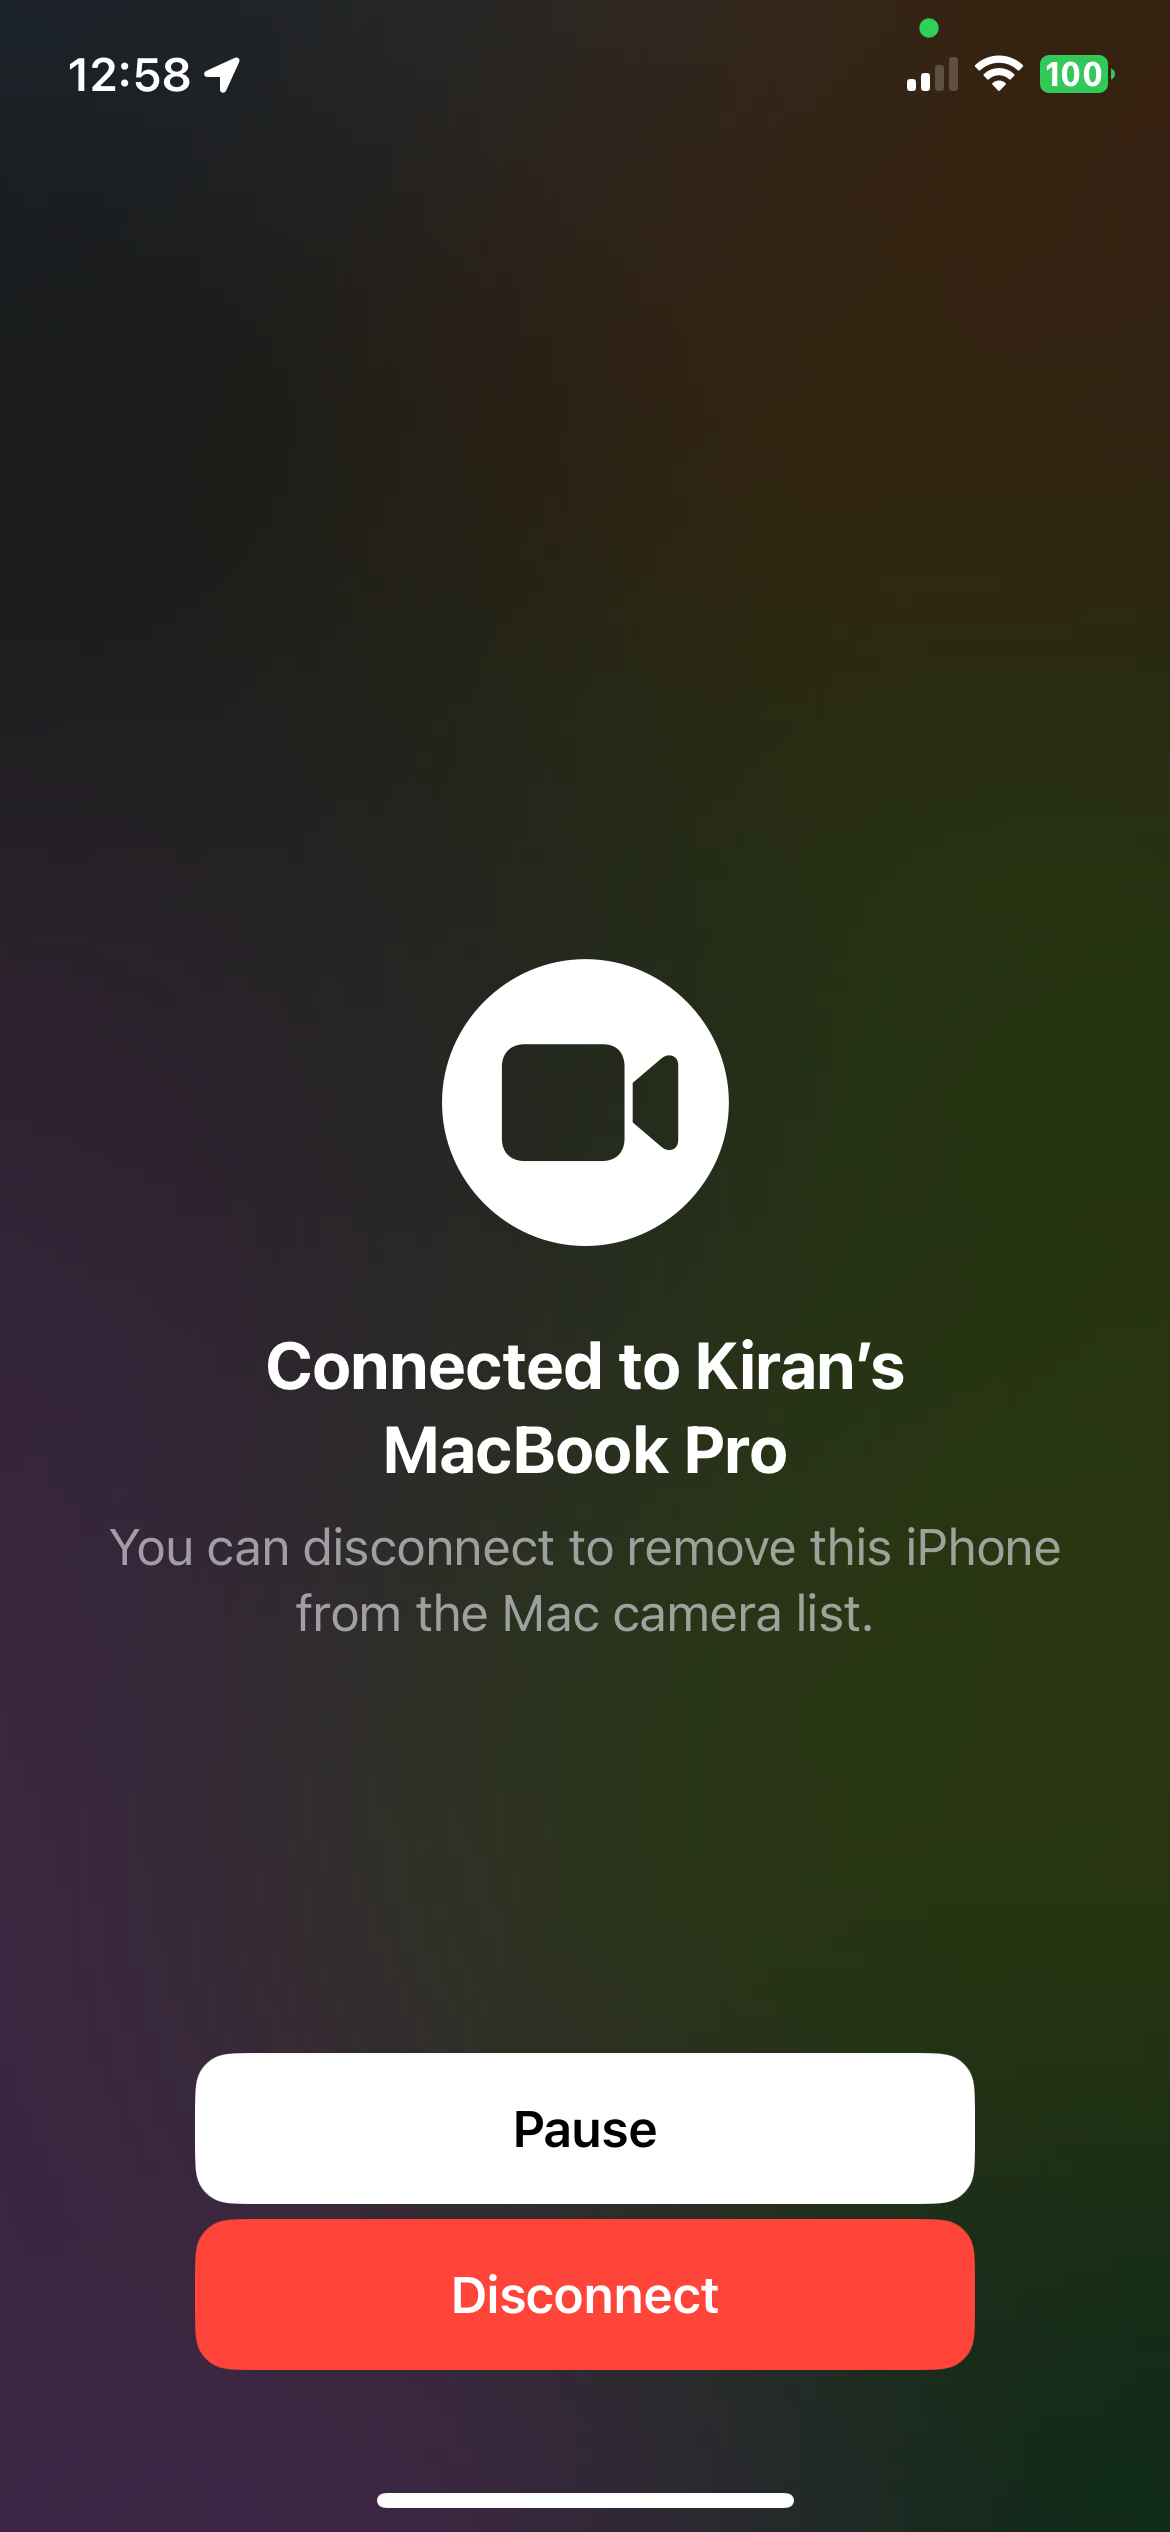 12:58
100
Connected to Kiran’s
MacBook Pro
You can disconnect to remove this iPhone
from the Mac camera list.
Pause
Disconnect